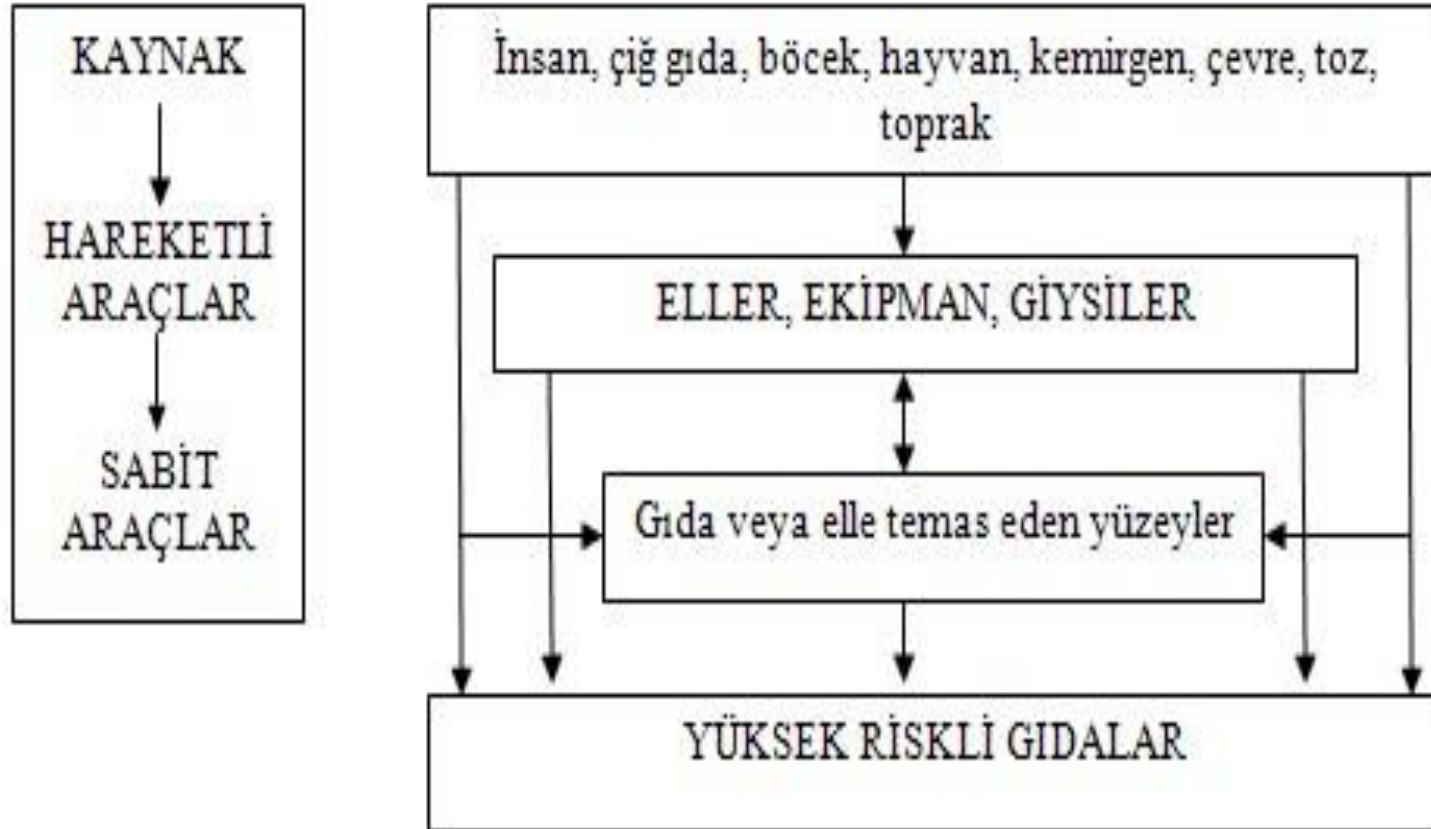 KAYNAK
HAREKETLİ
ARAÇLAR
SABİT
ARAÇLAR
İnsan, çiğ gıda, böcek, hayvan, kemirgen, çevre, toz,
toprak
ELLER, EKİPMAN, GİYSİLER
Gıda veya elle temas eden yüzeyler
YÜKSEK RİSKLİ GIDALAR